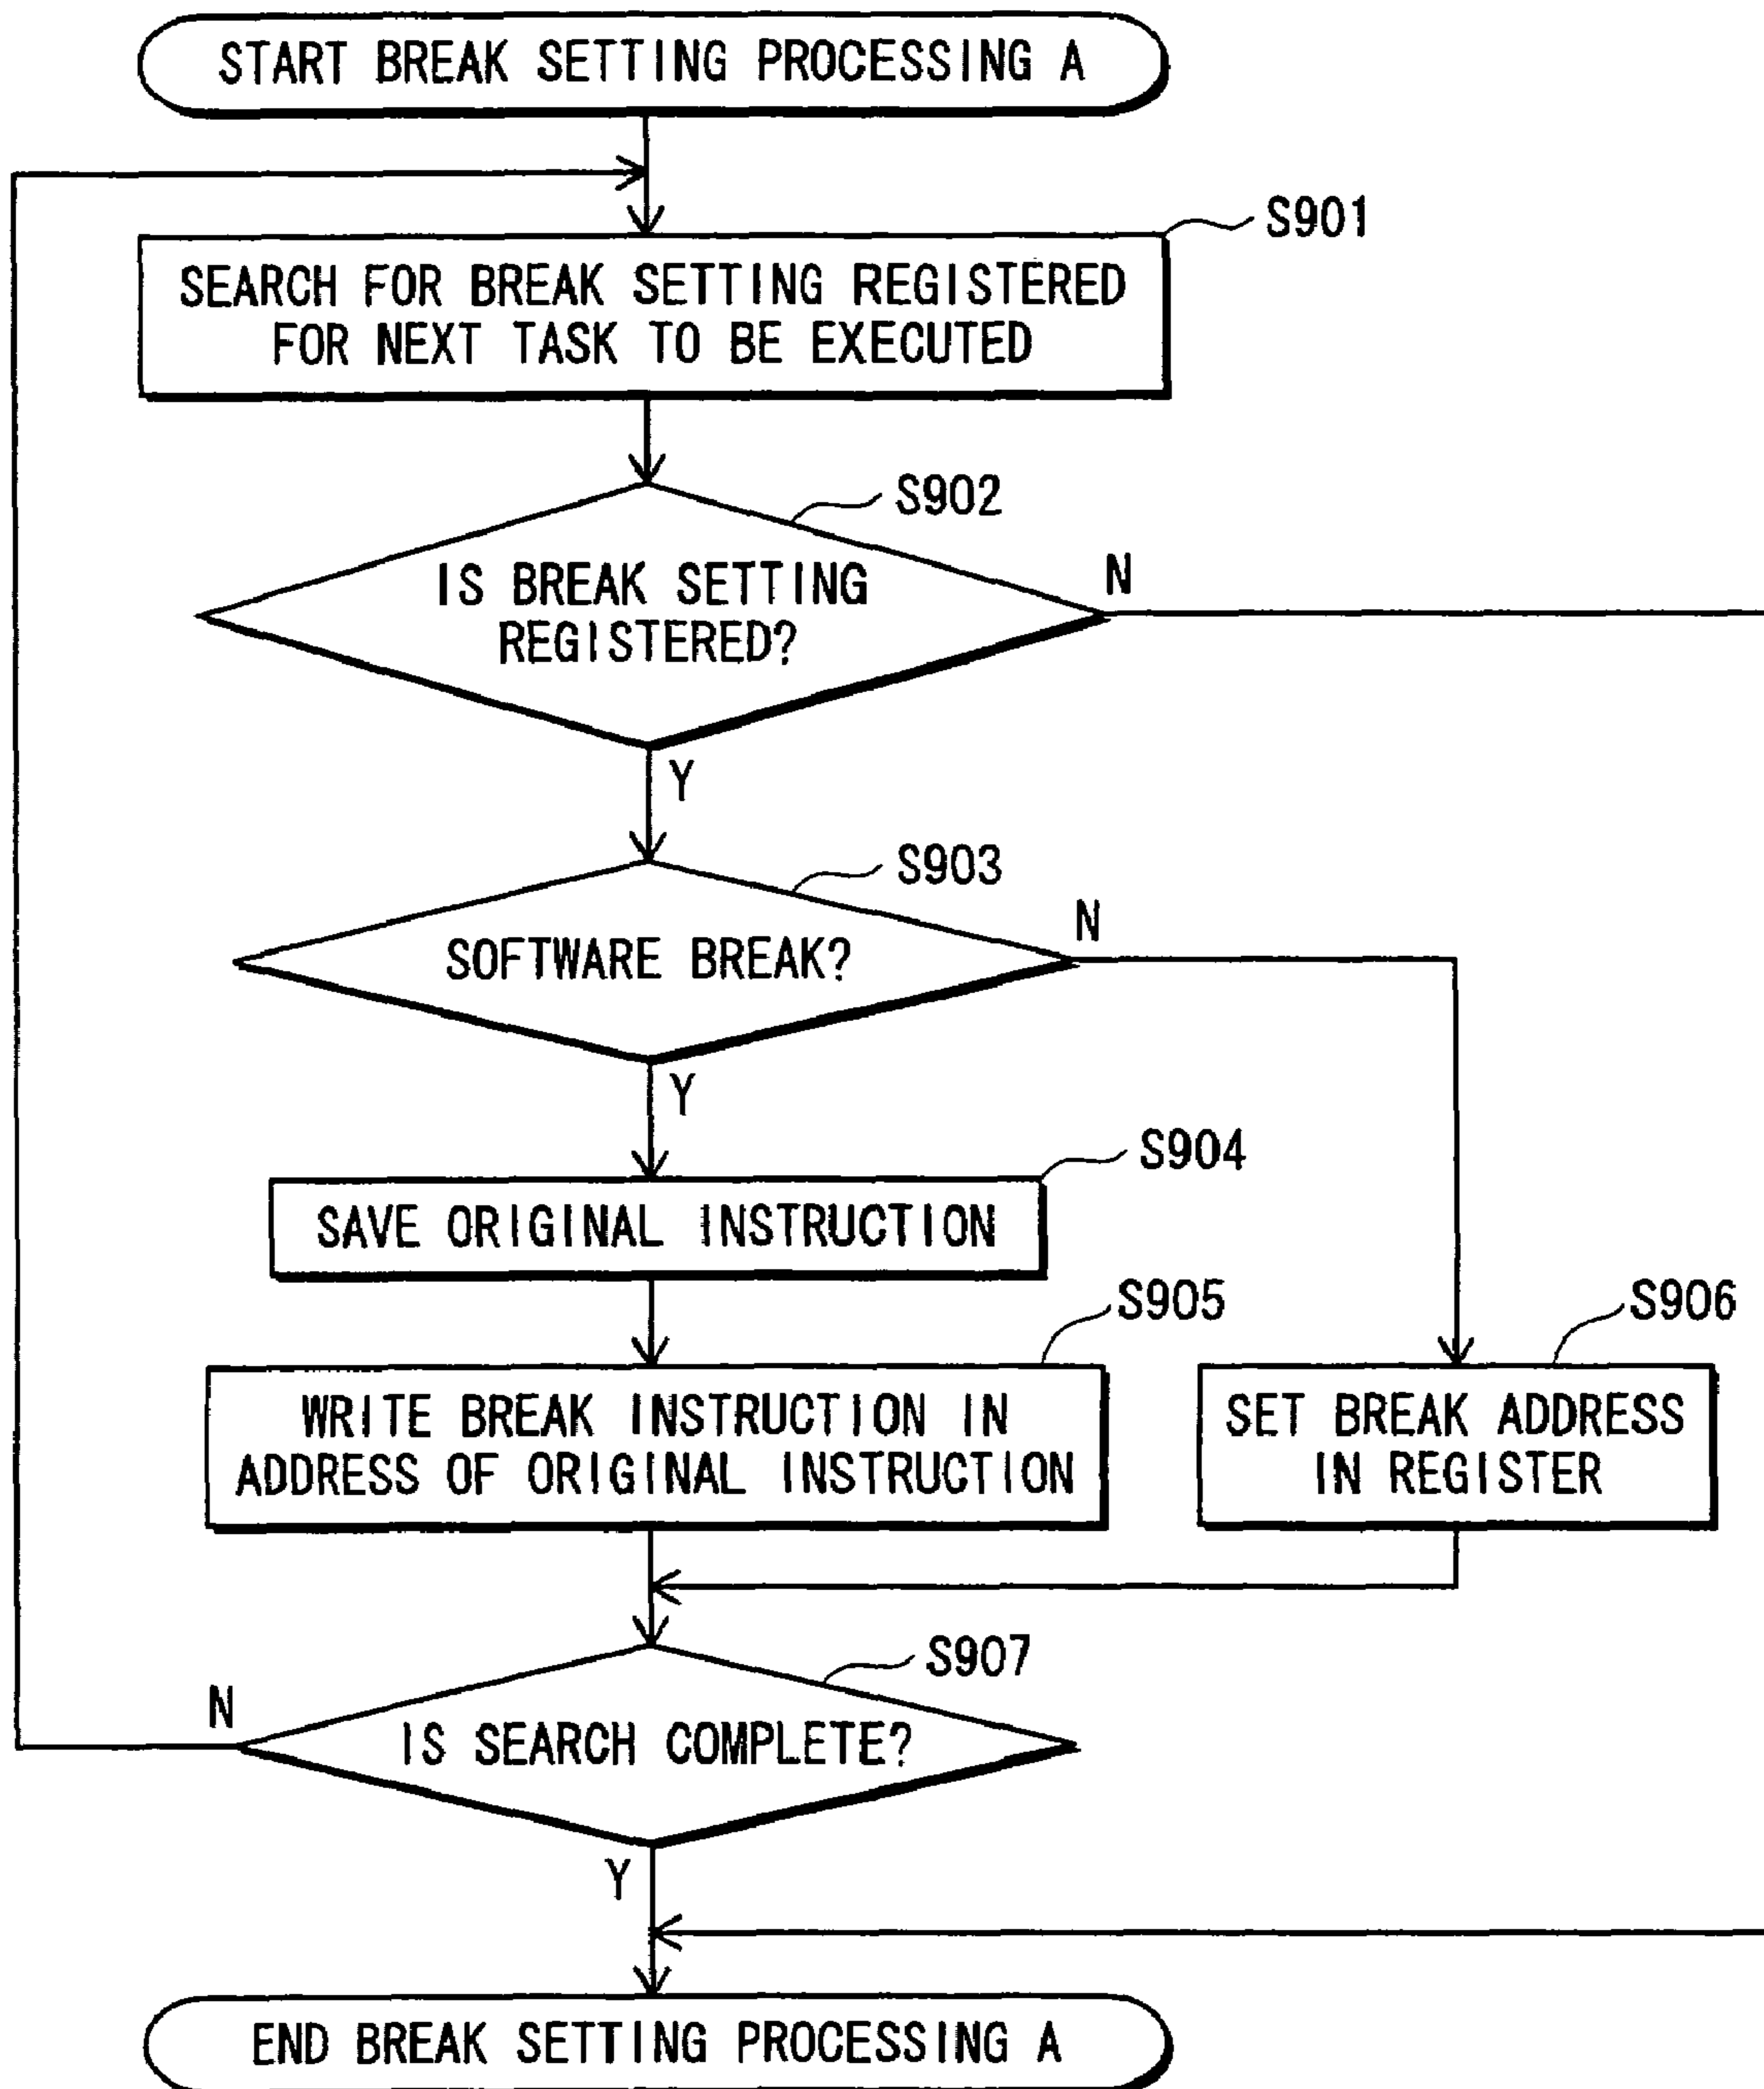 START BREAK SETTING PROCESSING A
S901
SEARCH FOR BREAK SETTING REGISTERED
FOR NEXT TASK TO BE EXECUTED
S902
IS BREAK SETTING
REGISTERED?
N
Y
S903
SOFTWARE BREAK?
N
Y
S904
SAVE ORIGINAL INSTRUCTION
S905
WRITE BREAK INSTRUCTION IN
ADDRESS OF ORIGINAL INSTRUCTION
S906
SET BREAK ADDRESS
IN REGISTER
S907
IS SEARCH COMPLETE?
N
Y
END BREAK SETTING PROCESSING A